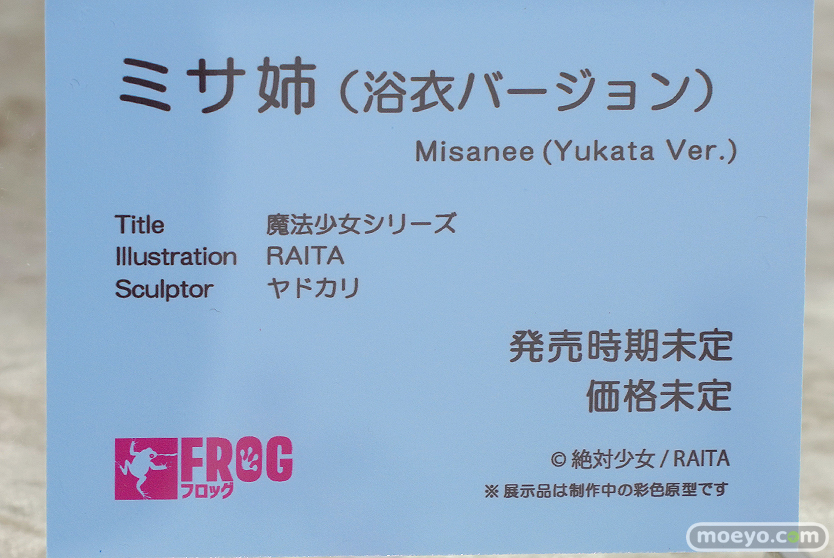 ミサ姉（浴衣バージョン）
Misanee (Yukata Ver.)
Title 魔法少女シリーズ
Illustration RAITA
Sculptor ヤドカリ
発売時期未定
価格未定
FROG
フロッグ
© 絶対少女 / RAITA
※ 展示品は制作中の彩色原型です
moeyo.com